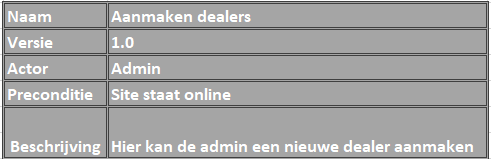 Naam Aanmaken dealers
Versie 1.0
Actor Admin
Preconditie Site staat online
Beschrijving Hier kan de admin een nieuwe dealer aanmaken